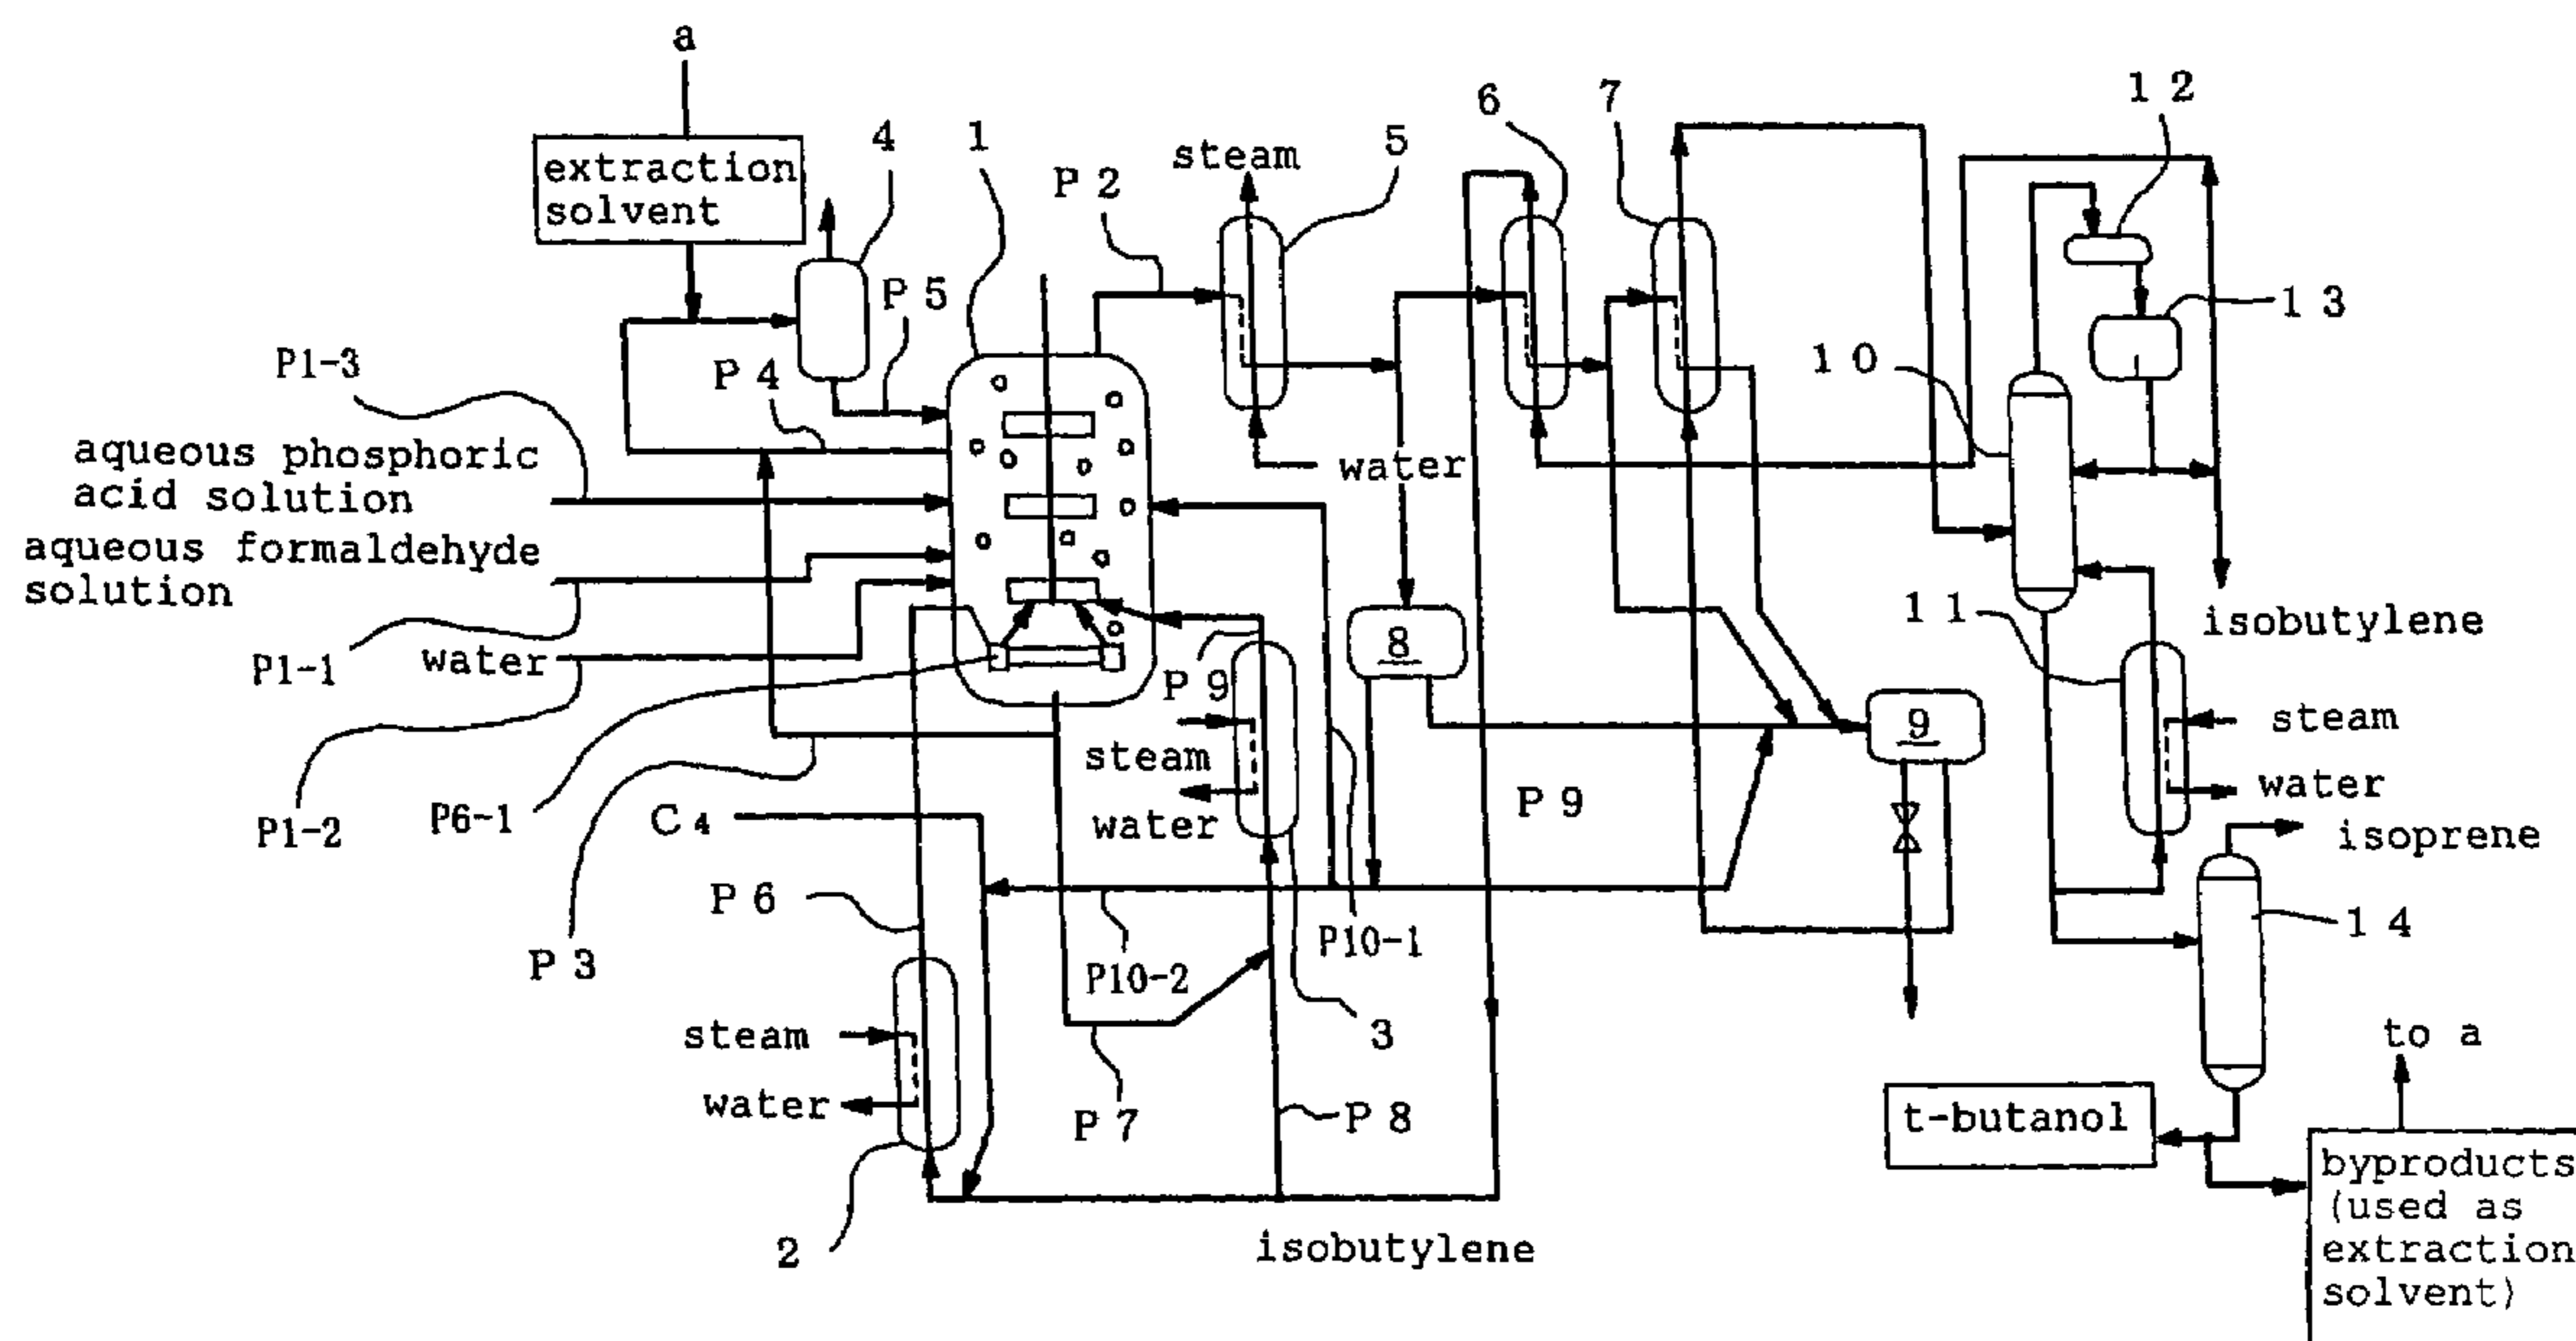 a
extraction
solvent
4
1
P 2
steam
5
6
7
1 2
P 5
P1-3
P 4
1 3
1 0
aqueous phosphoric
acid solution
water
aqueous formaldehyde
solution
isobutylene
1 1
8
P1-1
water
P 9
9
steam
steam
water
water
P1-2
P6-1
C4
P 9
isoprene
P 6
P 3
P10-2
P10-1
1 4
steam
3
to a
water
P 7
P 8
t-butanol
byproducts
(used as
extraction
solvent)
2
isobutylene